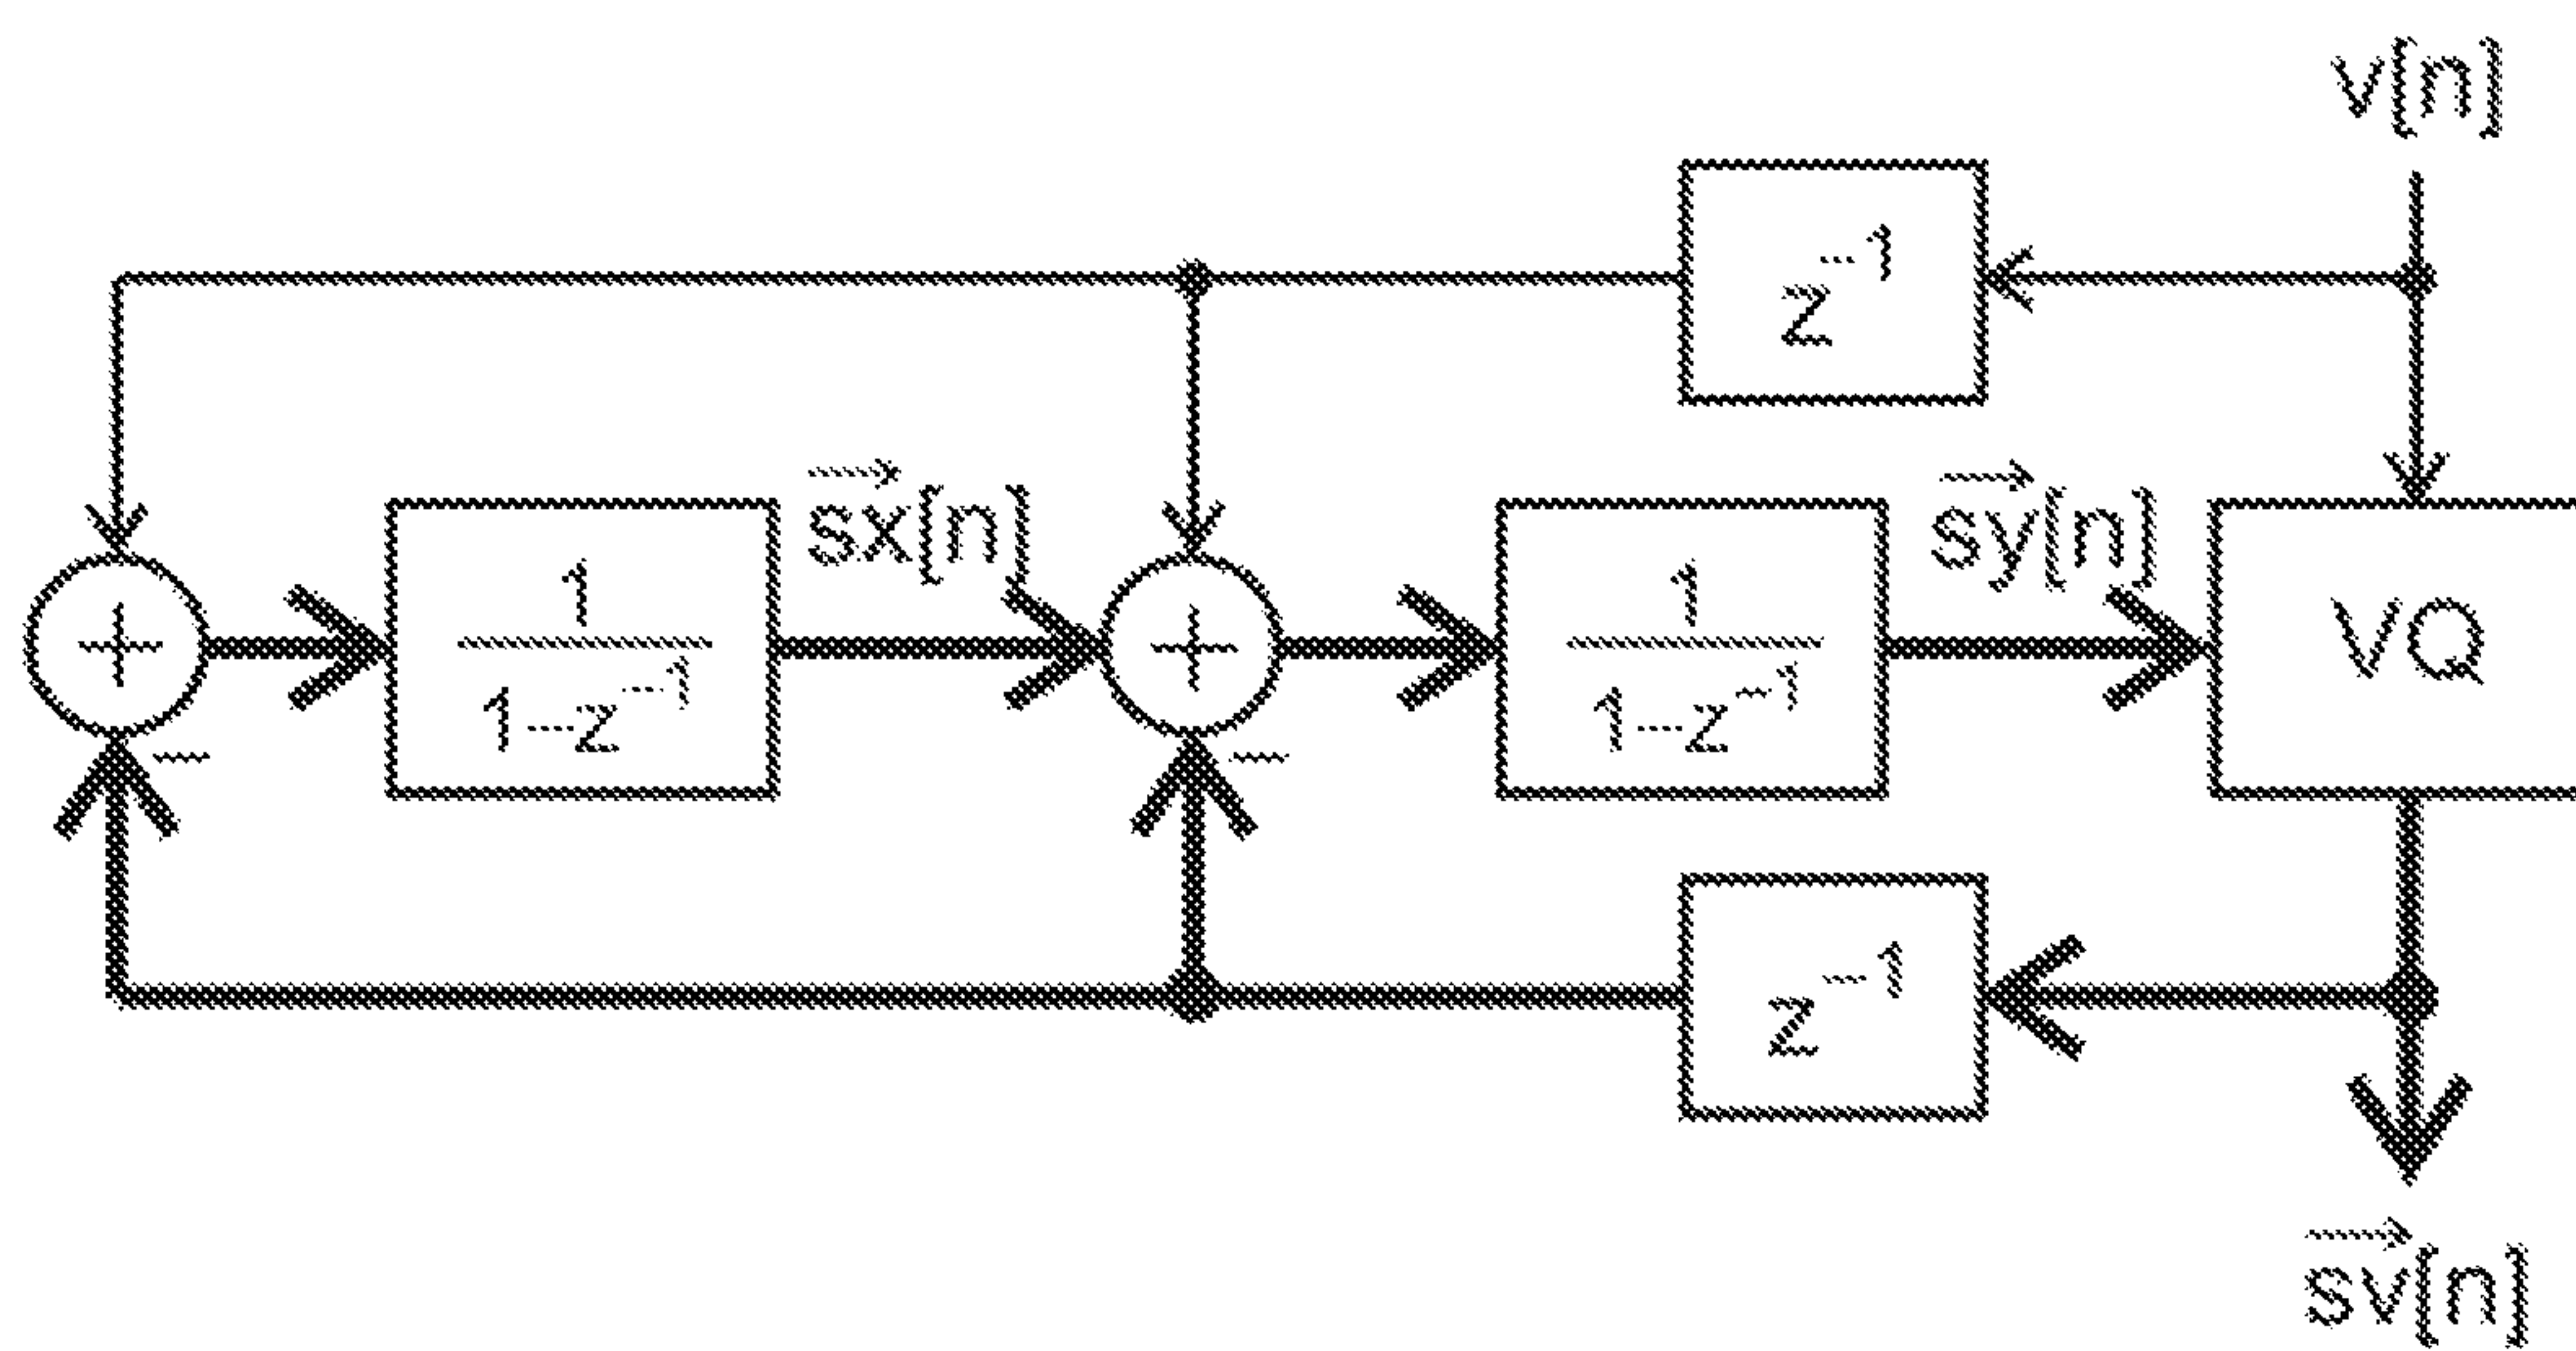 v[n]
z⁻¹
sx[n]
sy[n]
+
1
1-z⁻¹
+
1
1-z⁻¹
VQ
−
−
z⁻¹
sv[n]